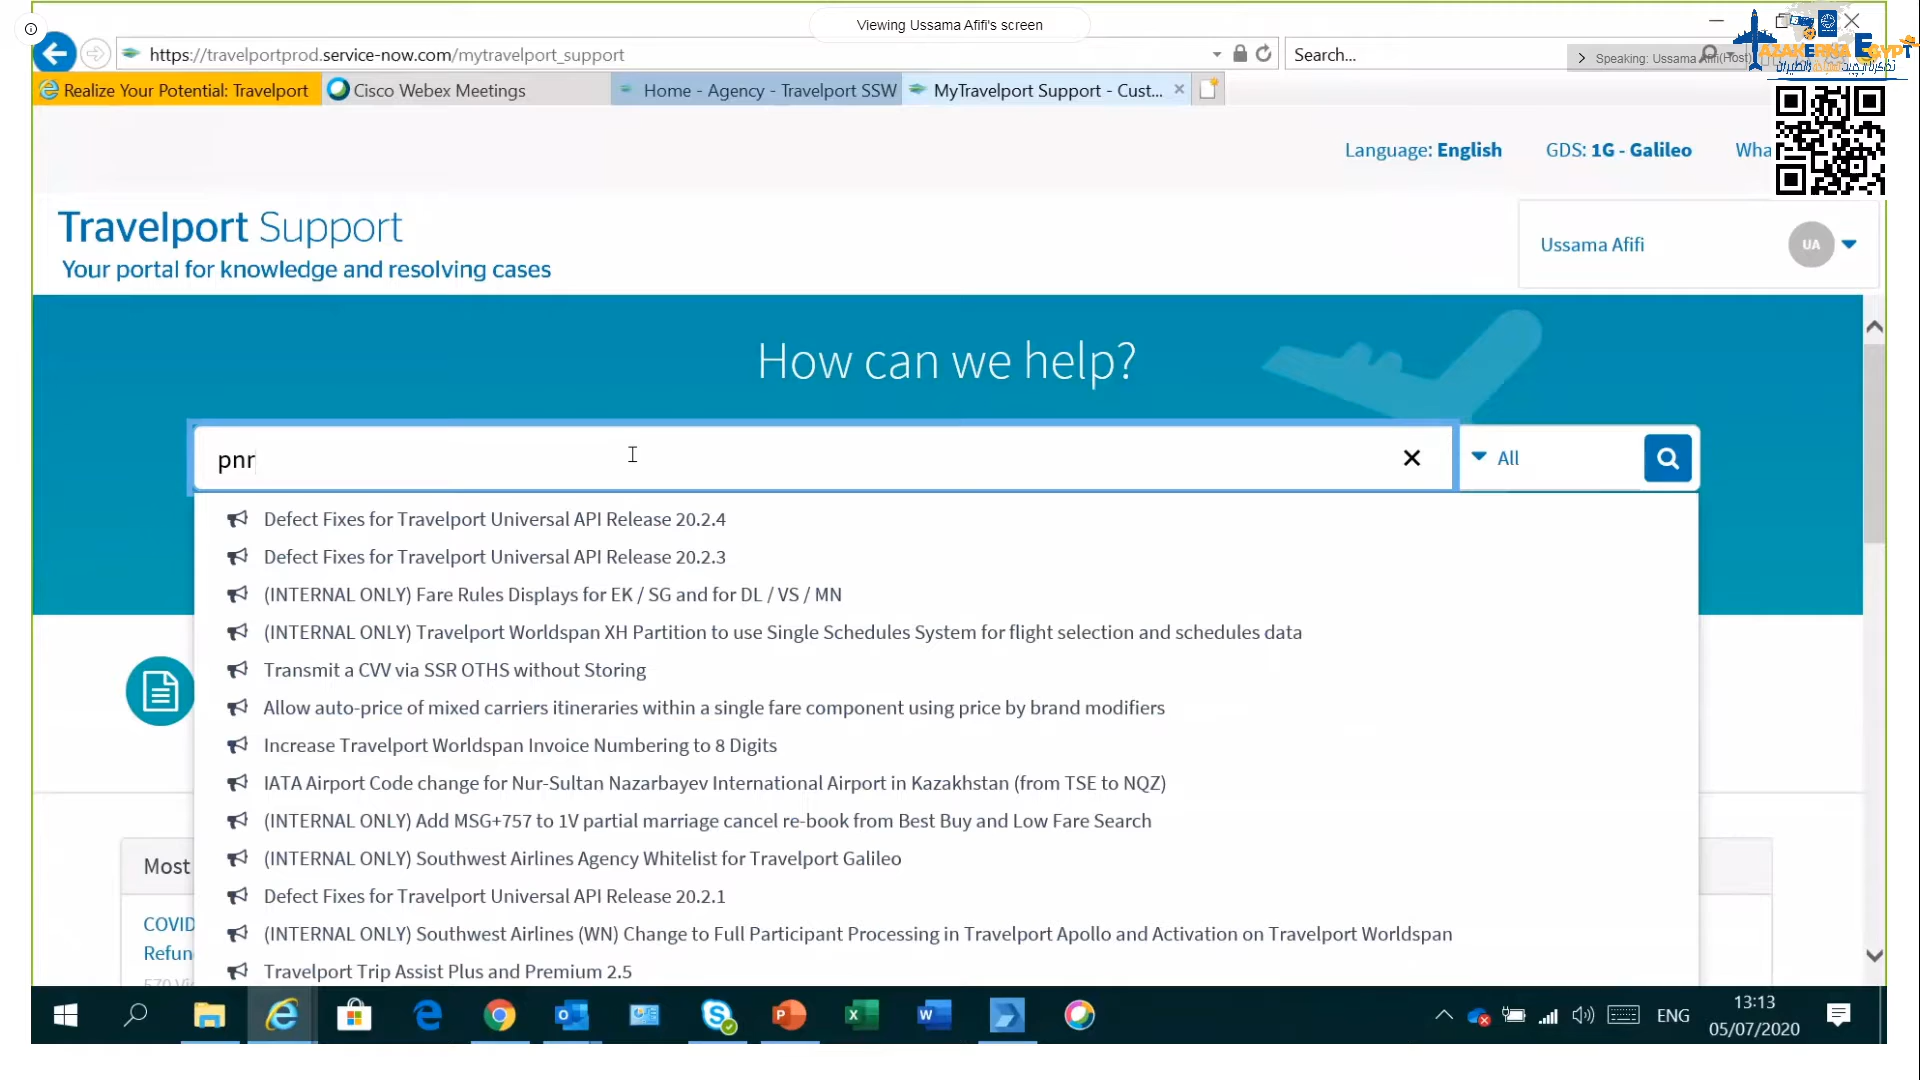 Viewing Ussama Afifi's screen
https://travelportprod.service-now.com/mytravelport_support
Search...
Speaking: Ussama Afifi(Host)
Realize Your Potential: Travelport
Cisco Webex Meetings
Home - Agency - Travelport SSW
MyTravelport Support - Cust...
Language: English
GDS: 1G - Galileo
Wha
Travelport Support
Your portal for knowledge and resolving cases
Ussama Afifi
UA
How can we help?
pnr
All
Defect Fixes for Travelport Universal API Release 20.2.4
Defect Fixes for Travelport Universal API Release 20.2.3
(INTERNAL ONLY) Fare Rules Displays for EK / SG and for DL / VS / MN
(INTERNAL ONLY) Travelport Worldspan XH Partition to use Single Schedules System for flight selection and schedules data
Transmit a CVV via SSR OTHS without Storing
Allow auto-price of mixed carriers itineraries within a single fare component using price by brand modifiers
Increase Travelport Worldspan Invoice Numbering to 8 Digits
IATA Airport Code change for Nur-Sultan Nazarbayev International Airport in Kazakhstan (from TSE to NQZ)
(INTERNAL ONLY) Add MSG+757 to 1V partial marriage cancel re-book from Best Buy and Low Fare Search
(INTERNAL ONLY) Southwest Airlines Agency Whitelist for Travelport Galileo
Defect Fixes for Travelport Universal API Release 20.2.1
(INTERNAL ONLY) Southwest Airlines (WN) Change to Full Participant Processing in Travelport Apollo and Activation on Travelport Worldspan
Travelport Trip Assist Plus and Premium 2.5
Most
COVID
Refun
ENG
13:13
05/07/2020